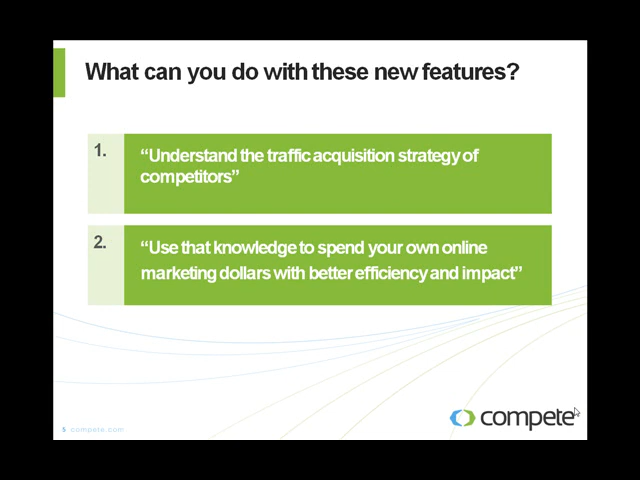 What can you do with these new features?
1.
“Understand the traffic acquisition strategy of
competitors”
2.
“Use that knowledge to spend your own online
marketing dollars with better efficiency and impact”
compete
5 compete.com